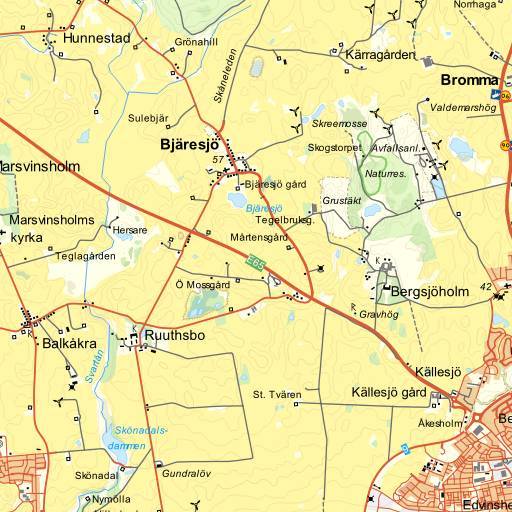 Norrhaga
Hunnestad
Grönahill
Skåneleden
Kärragården
Bromma
Valdemarshög
Sulebjär
Skreemosse
Bjäresjö
Skogstorpet
Avfallsanl.
57
Naturres.
Marsvinsholm
Bjäresjö gård
Grustäkt
Bjäresjö
Marsvinsholms
kyrka
Tegelbruksg.
Hersare
Mårtensgård
Teglagården
E65
K
Ö Mossgård
Bergsjöholm
42
Gravhög
K
K
Ruuthsbo
Balkåkra
Svartån
Källesjö
St. Tvären
Källesjö gård
Åkesholm
Skönadals-
dammen
Skönadal
Gundralöv
Nymölla